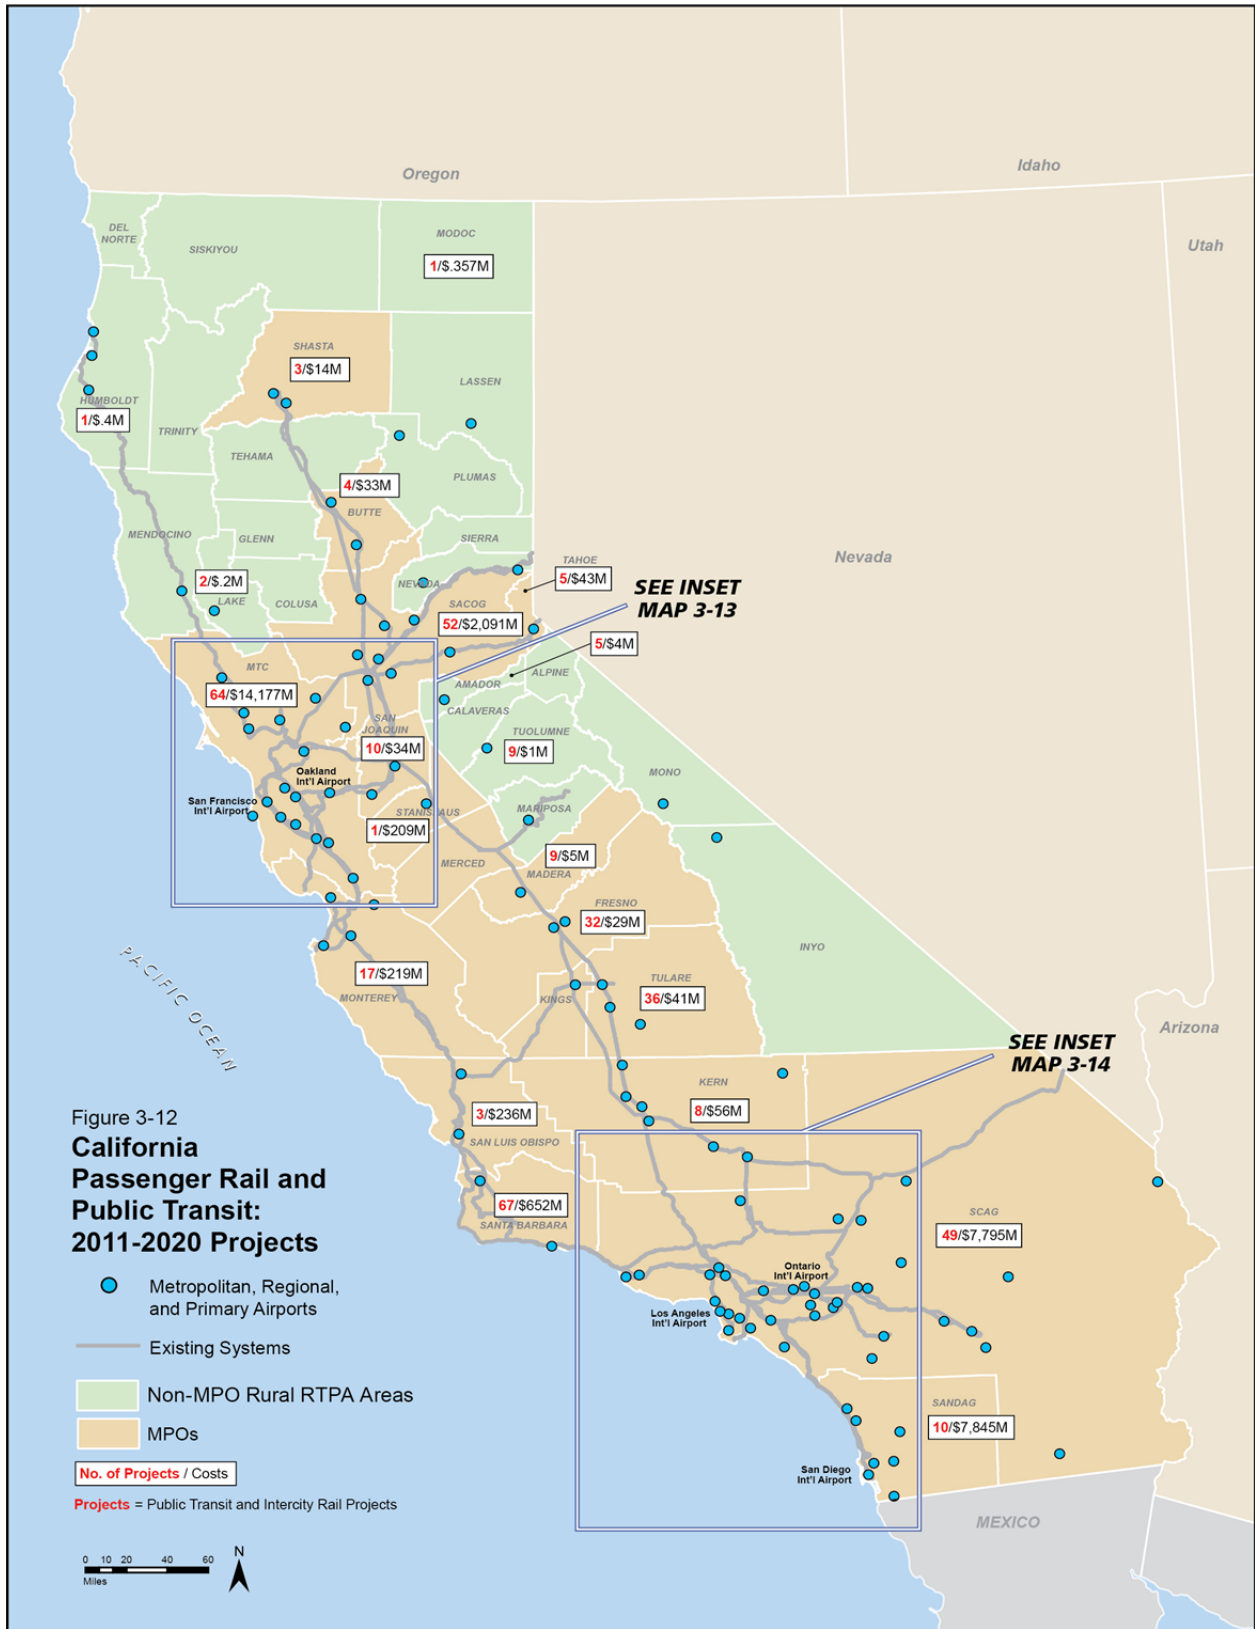 Oregon
Idaho
Utah
DEL
NORTE
SISKIYOU
MODOC
1/$.357M
SHASTA
3/$14M
LASSEN
HUMBOLDT
1/$.4M
TRINITY
TEHAMA
PLUMAS
4/$33M
BUTTE
MENDOCINO
GLENN
SIERRA
Nevada
TAHOE
5/$43M
2/$.2M
LAKE
COLUSA
NEVADA
SACOG
52/$2,091M
SEE INSET
MAP 3-13
5/$4M
MTC
64/$14,177M
AMADOR
ALPINE
CALAVERAS
SAN
JOAQUIN
10/$34M
TUOLUMNE
9/$1M
MONO
Oakland
Int'l Airport
San Francisco
Int'l Airport
STANISLAUS
1/$209M
MARIPOSA
MERCED
9/$5M
MADERA
FRESNO
32/$29M
INYO
PACIFIC OCEAN
17/$219M
MONTEREY
KINGS
TULARE
36/$41M
Arizona
SEE INSET
MAP 3-14
KERN
8/$56M
3/$236M
SAN LUIS OBISPO
67/$652M
SANTA BARBARA
SCAG
49/$7,795M
Ontario
Int'l Airport
Los Angeles
Int'l Airport
SANDAG
10/$7,845M
San Diego
Int'l Airport
MEXICO
Figure 3-12
California
Passenger Rail and
Public Transit:
2011-2020 Projects
Metropolitan, Regional,
and Primary Airports
Existing Systems
Non-MPO Rural RTPA Areas
MPOs
No. of Projects / Costs
Projects = Public Transit and Intercity Rail Projects
0 10 20 40 60
Miles
N